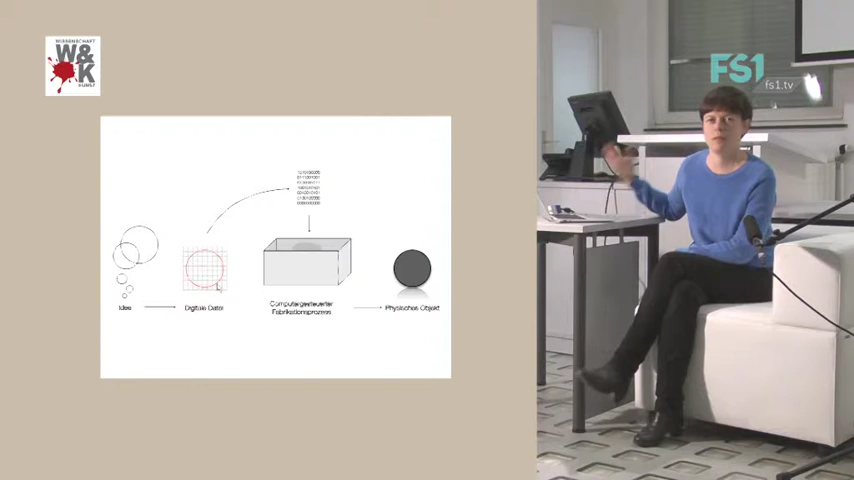 WISSENSCHAFT
W&
K
KUNST
FS1
fs1.tv
Idee
Digitale Datei
Computergesteuerter
Fabrikationsprozess
Physisches Objekt